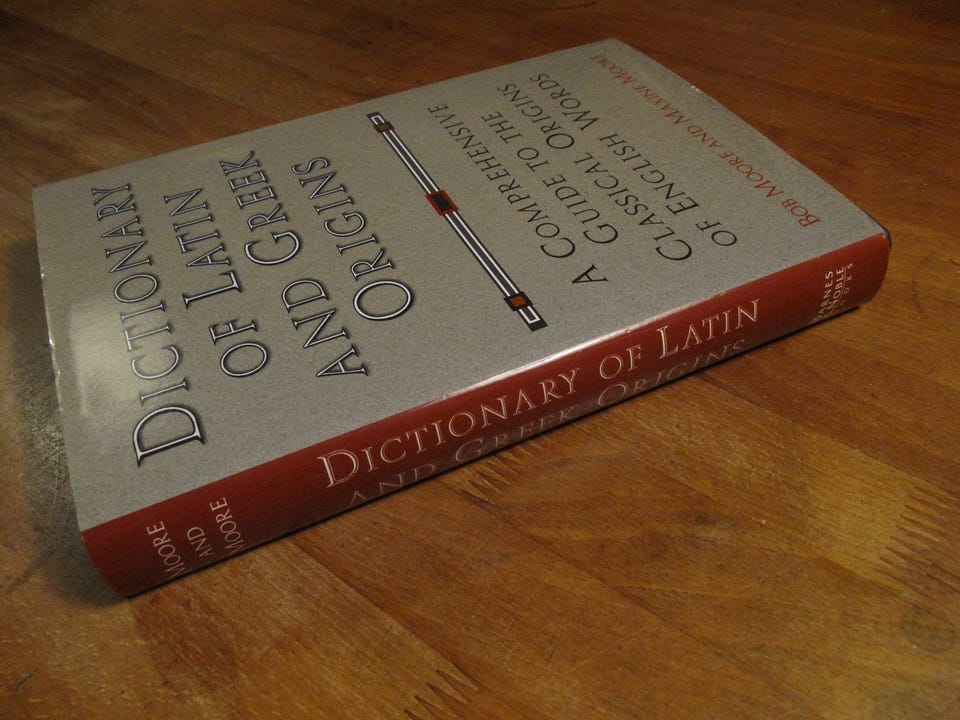 DICTIONARY
OF LATIN
AND GREEK
ORIGINS
A COMPREHENSIVE
GUIDE TO THE
CLASSICAL ORIGINS
OF ENGLISH WORDS
BOB MOORE AND MAXINE MOORE
MOORE
AND
MOORE
DICTIONARY OF LATIN
AND GREEK ORIGINS
BARNES
&NOBLE
BOOKS